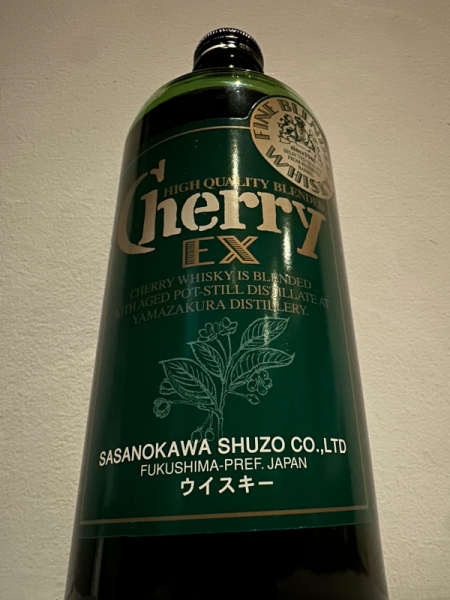 FINE BLENDED
WHISKY
HIGH QUALITY BLENDED
Cherry
EX
CHERRY WHISKY IS BLENDED
WITH AGED POT-STILL DISTILLATE AT
YAMAZAKURA DISTILLERY.
SASANOKAWA SHUZO CO.,LTD
FUKUSHIMA-PREF. JAPAN
ウイスキー